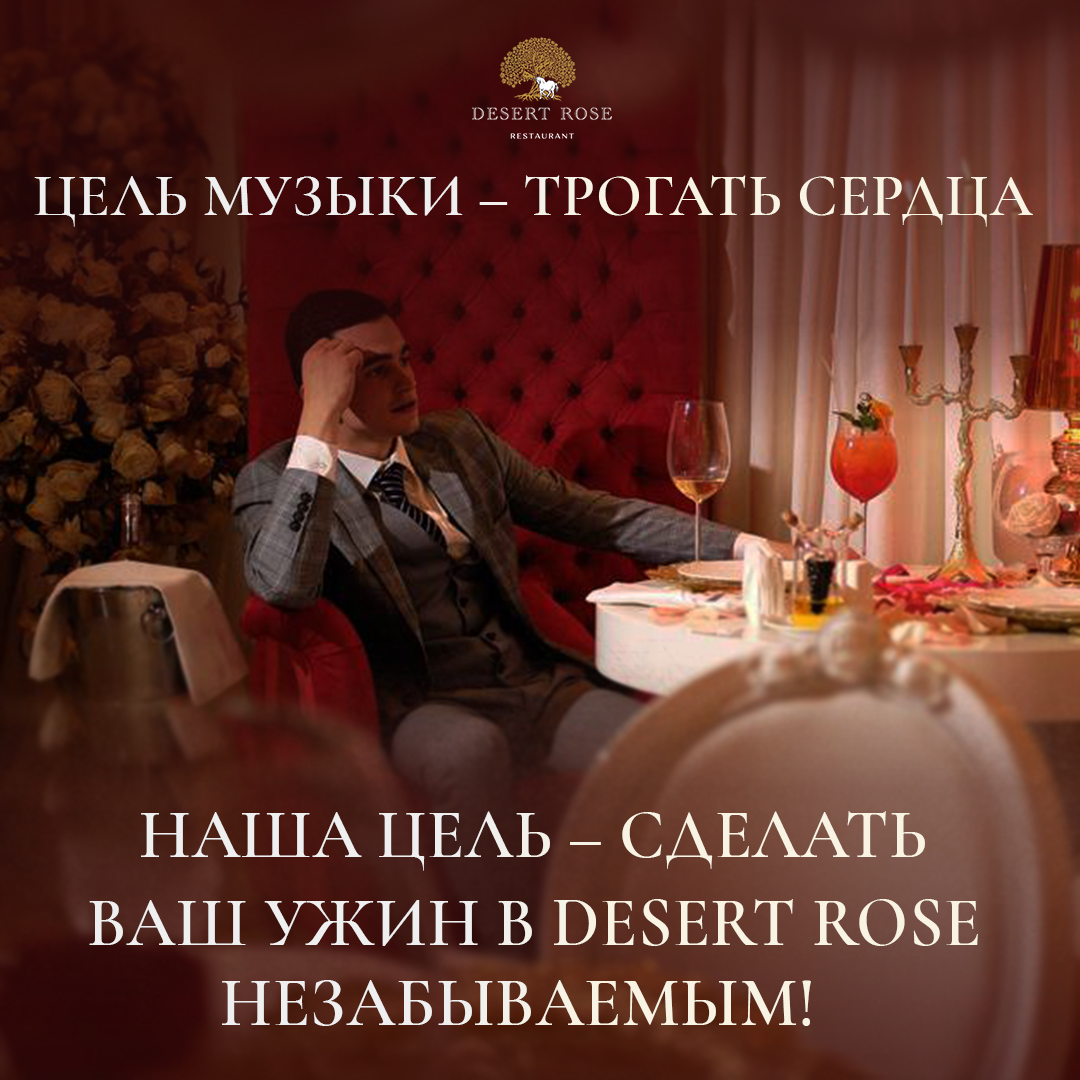 DESERT ROSE
RESTAURANT
ЦЕЛЬ МУЗЫКИ – ТРОГАТЬ СЕРДЦА
НАША ЦЕЛЬ – СДЕЛАТЬ
ВАШ УЖИН В DESERT ROSE
НЕЗАБЫВАЕМЫМ!